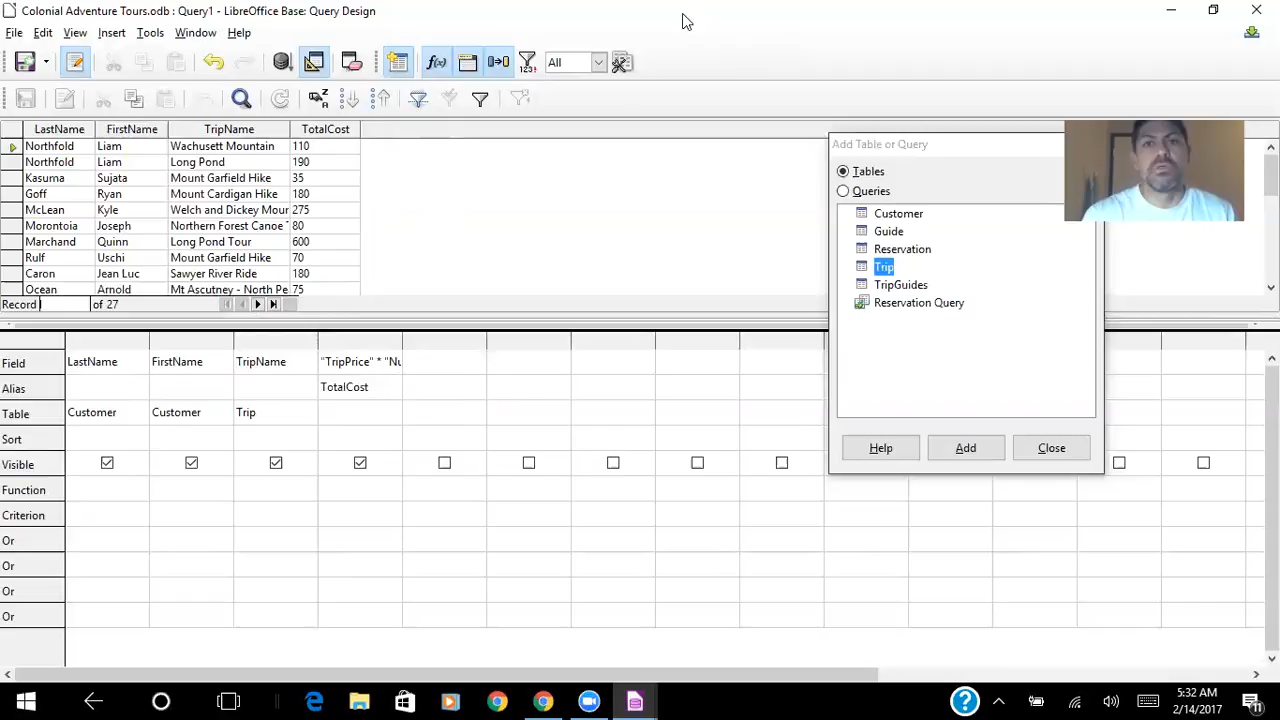 Colonial Adventure Tours.odb : Query1 - LibreOffice Base: Query Design
File Edit View Insert Tools Window Help
f(x) All
LastName FirstName TripName TotalCost
Northfold Liam Wachusett Mountain 110
Northfold Liam Long Pond 190
Kasuma Sujata Mount Garfield Hike 35
Goff Ryan Mount Cardigan Hike 180
McLean Kyle Welch and Dickey Mour 275
Morontoia Joseph Northern Forest Canoe 80
Marchand Quinn Long Pond Tour 600
Rulf Uschi Mount Garfield Hike 70
Caron Jean Luc Sawyer River Ride 180
Ocean Arnold Mt Ascutney - North Pe 75
Record of 27
Add Table or Query
Tables
Queries
Customer
Guide
Reservation
Trip
TripGuides
Reservation Query
Help Add Close
Field LastName FirstName TripName "TripPrice" * "Nu
Alias TotalCost
Table Customer Customer Trip
Sort
Visible
Function
Criterion
Or
Or
Or
Or
5:32 AM
2/14/2017
11